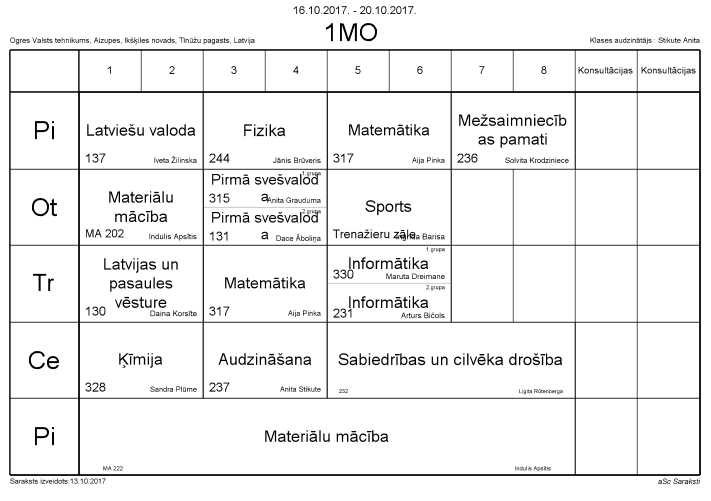 16.10.2017. - 20.10.2017.
1MO
Ogres Valsts tehnikums, Aizupes, Ikšķiles novads, Tīnūžu pagasts, Latvija
Klases audzinātājs : Stikute Anita
1 2 3 4 5 6 7 8 Konsultācijas Konsultācijas
Pi
Latviešu valoda
137 Iveta Žilinska
Fizika
244 Jānis Brūveris
Matemātika
317 Aija Pinka
Mežsaimniecīb
as pamati
236 Solvita Krodziniece
Ot
Materiālu
mācība
MA 202 Indulis Apsītis
1.grupa
Pirmā svešvalod
a
315 Anita Grauduma
2.grupa
Pirmā svešvalod
a
131 Dace Āboliņa
Sports
Trenažieru zāle Barisa
Tr
Latvijas un
pasaules
vēsture
130 Daina Korsīte
Matemātika
317 Aija Pinka
1.grupa
Informātika
330 Maruta Dreimane
2.grupa
Informātika
231 Arturs Bičols
Ce
Ķīmija
328 Sandra Plūme
Audzināšana
237 Anita Stikute
Sabiedrības un cilvēka drošība
232 Ligita Rūtenberga
Pi
Materiālu mācība
MA 222 Indulis Apsītis
Saraksts izveidots:13.10.2017
aSc Saraksti